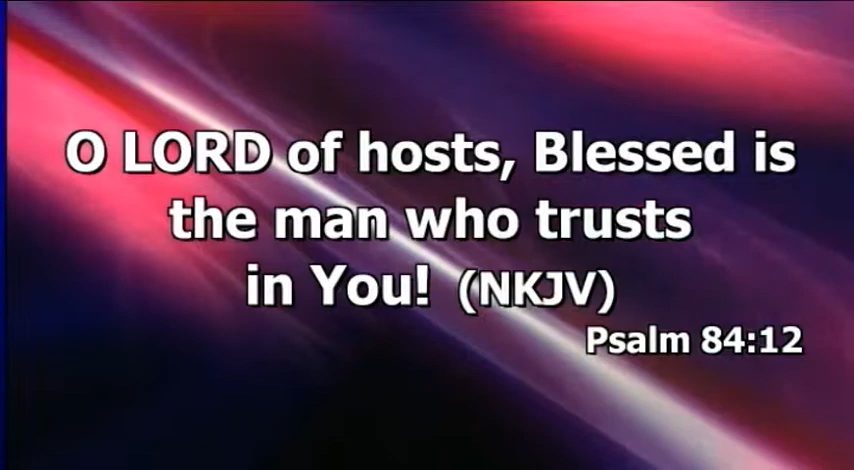 O LORD of hosts, Blessed is
the man who trusts
in You! (NKJV)
Psalm 84:12